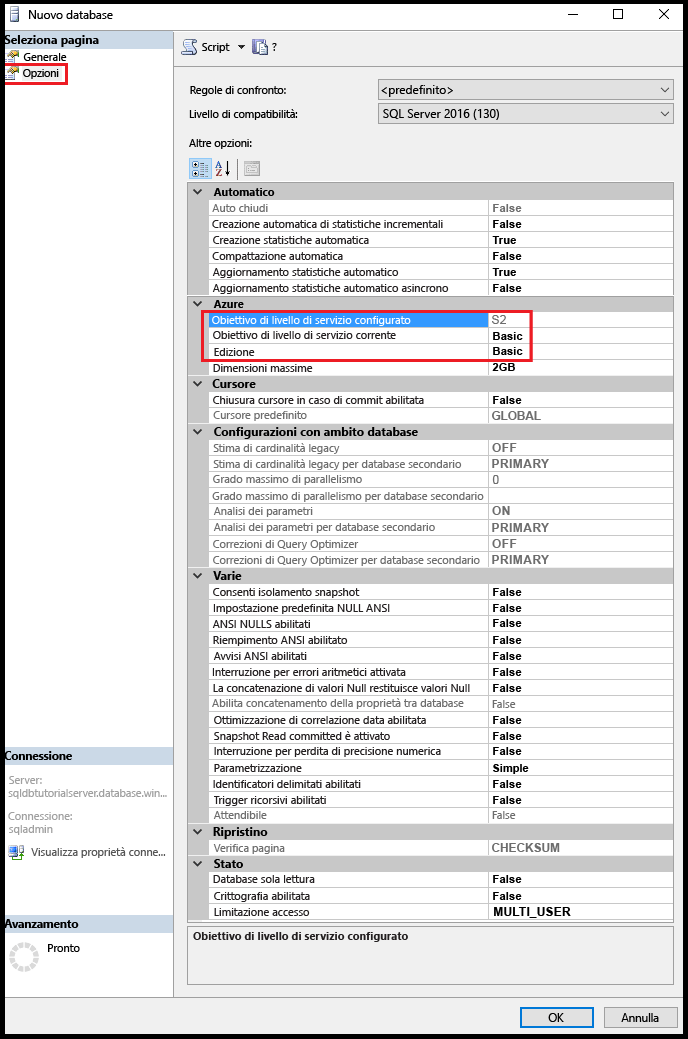 Nuovo database
Seleziona pagina
Generale
Opzioni
Script ?
Regole di confronto: <predefinito>
Livello di compatibilità: SQL Server 2016 (130)
Altre opzioni:
Automatico
Auto chiudi False
Creazione automatica di statistiche incrementali False
Creazione statistiche automatica True
Compattazione automatica False
Aggiornamento statistiche automatico True
Aggiornamento statistiche automatico asincrono False
Azure
Obiettivo di livello di servizio configurato S2
Obiettivo di livello di servizio corrente Basic
Edizione Basic
Dimensioni massime 2GB
Cursore
Chiusura cursore in caso di commit abilitata False
Cursore predefinito GLOBAL
Configurazioni con ambito database
Stima di cardinalità legacy OFF
Stima di cardinalità legacy per database secondario PRIMARY
Grado massimo di parallelismo 0
Grado massimo di parallelismo per database secondario
Analisi dei parametri ON
Analisi dei parametri per database secondario PRIMARY
Correzioni di Query Optimizer OFF
Correzioni di Query Optimizer per database secondario PRIMARY
Varie
Consenti isolamento snapshot False
Impostazione predefinita NULL ANSI False
ANSI NULLS abilitati False
Riempimento ANSI abilitato False
Avvisi ANSI abilitati False
Interruzione per errori aritmetici attivata False
La concatenazione di valori Null restituisce valori Null False
Abilita concatenamento della proprietà tra database False
Ottimizzazione di correlazione data abilitata False
Snapshot Read committed è attivato False
Interruzione per perdita di precisione numerica False
Parametrizzazione Simple
Identificatori delimitati abilitati False
Trigger ricorsivi abilitati False
Attendibile False
Ripristino
Verifica pagina CHECKSUM
Stato
Database sola lettura False
Crittografia abilitata False
Limitazione accesso MULTI_USER
Obiettivo di livello di servizio configurato
Connessione
Server:
sqldbtutorialserver.database.win...
Connessione:
sqladmin
Visualizza proprietà conne...
Avanzamento
Pronto
OK Annulla